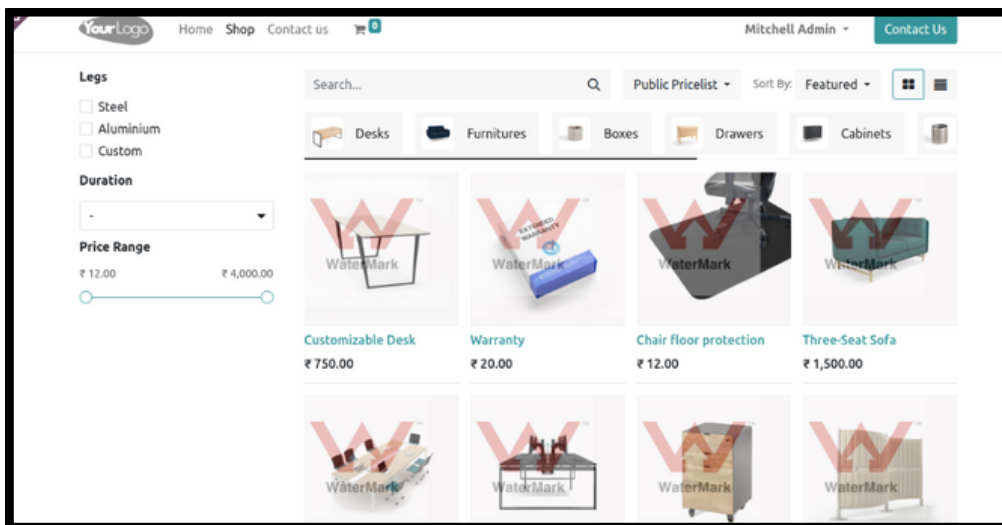 YourLogo Home Shop Contact us 0 Mitchell Admin Contact Us
Legs
Steel
Aluminium
Custom
Duration
-
Price Range
₹ 12.00 ₹ 4,000.00
Search... Public Pricelist Sort By: Featured
Desks Furnitures Boxes Drawers Cabinets
WaterMark WaterMark WaterMark WaterMark
EXTENDED
WARRANTY
Customizable Desk Warranty Chair floor protection Three-Seat Sofa
₹ 750.00 ₹ 20.00 ₹ 12.00 ₹ 1,500.00
WaterMark WaterMark WaterMark WaterMark